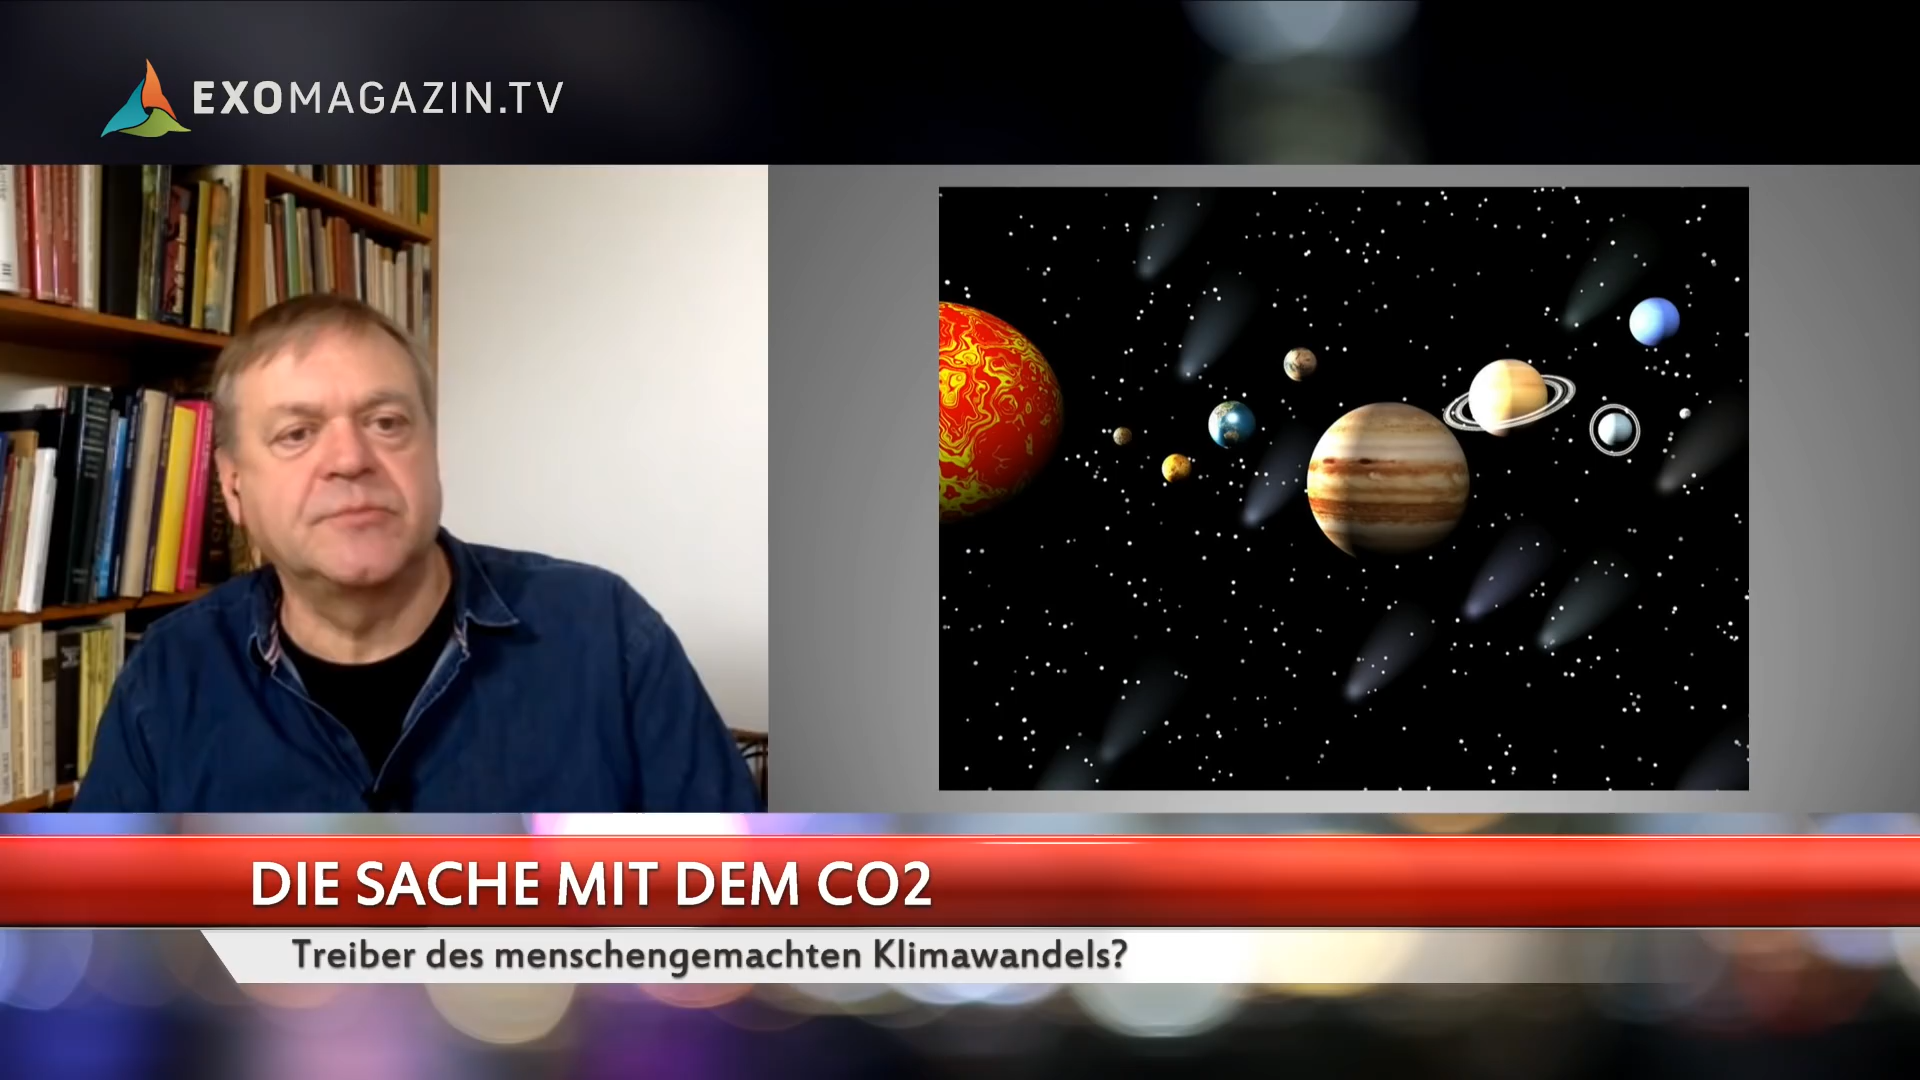 EXOMAGAZIN.TV
DIE SACHE MIT DEM CO2
Treiber des menschengemachten Klimawandels?